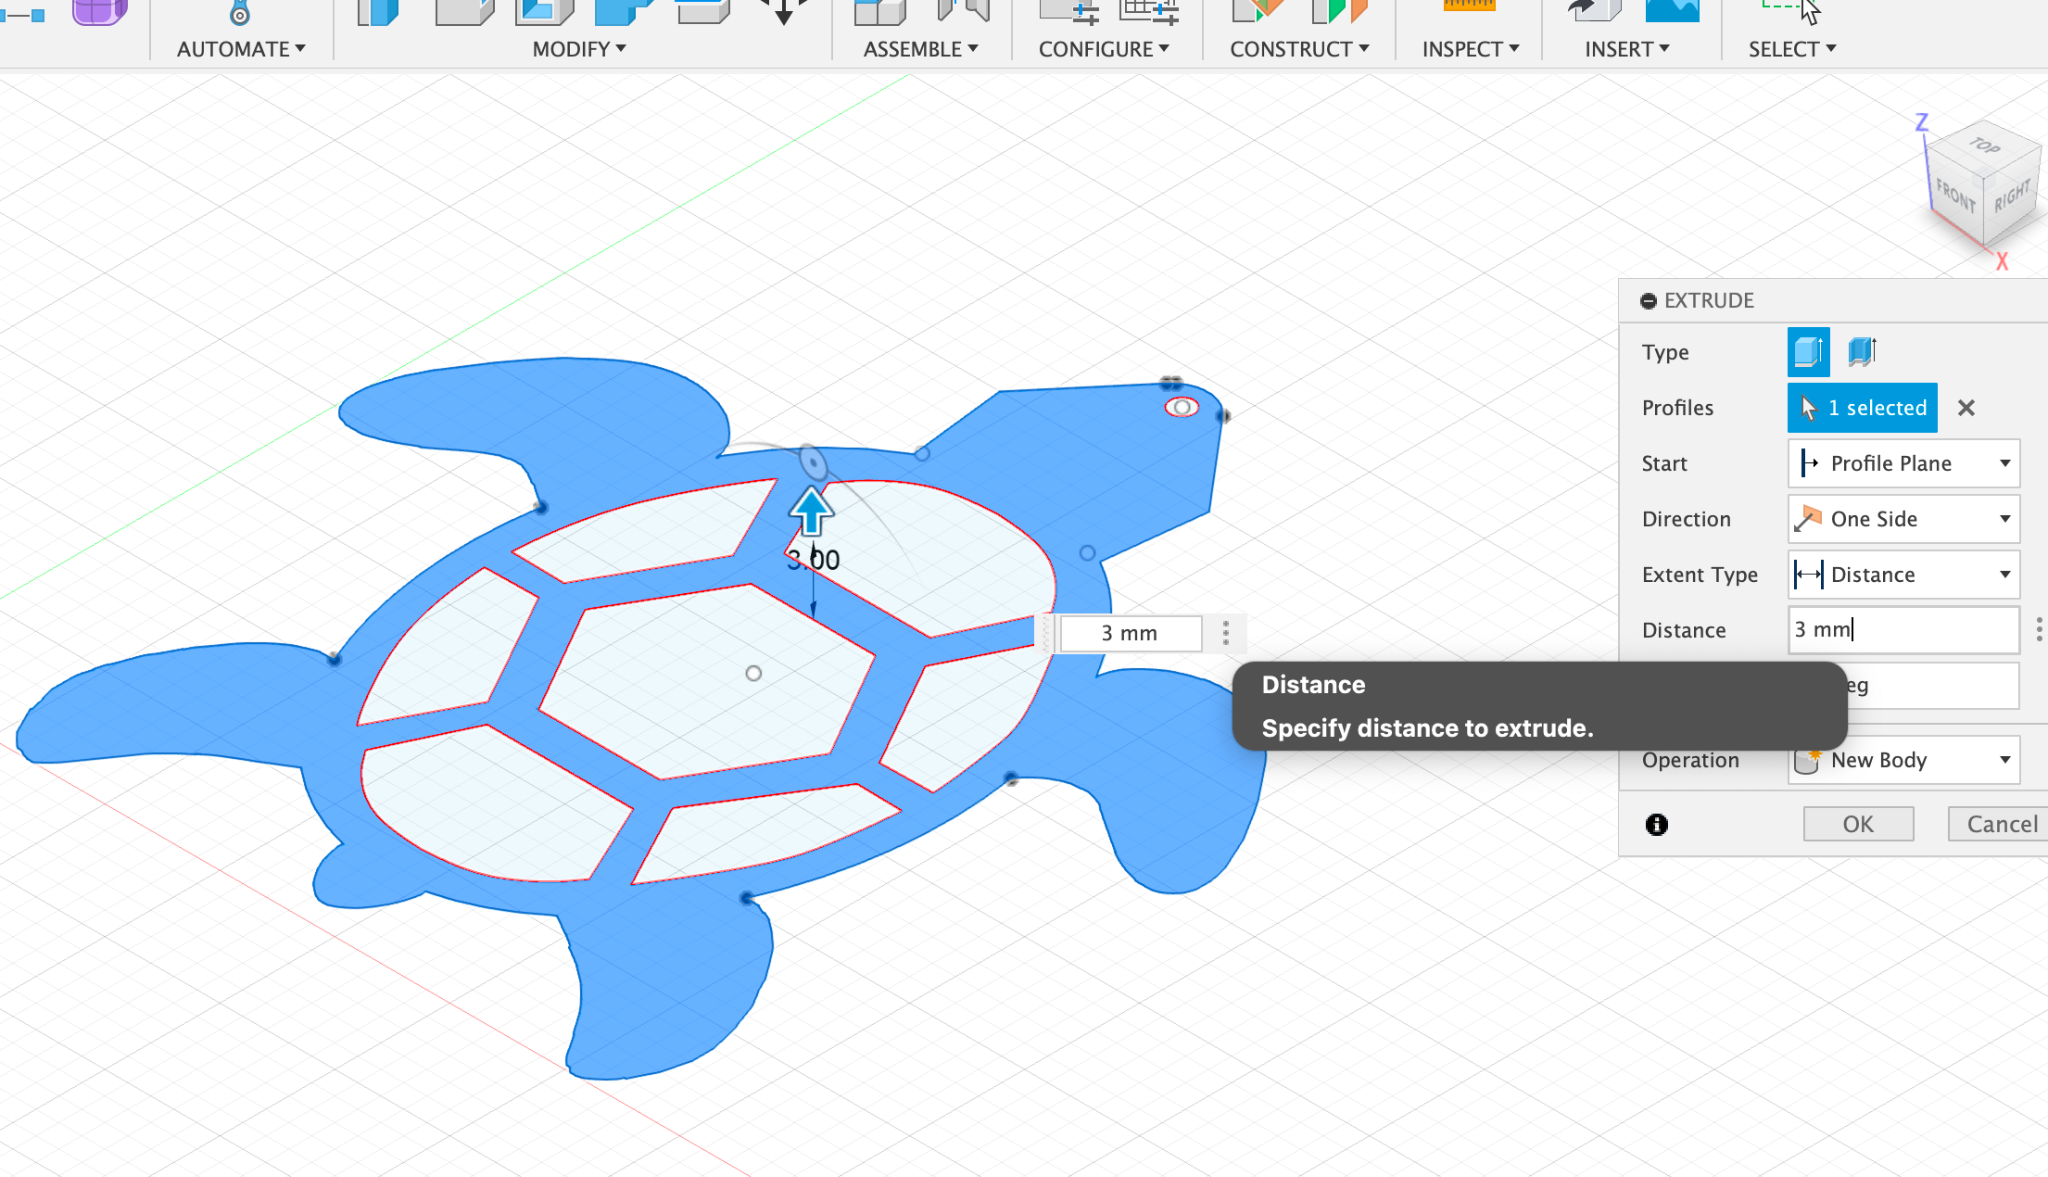 AUTOMATE MODIFY ASSEMBLE CONFIGURE CONSTRUCT INSPECT INSERT SELECT
Z
TOP
FRONT RIGHT
X
EXTRUDE
Type
Profiles 1 selected
Start Profile Plane
Direction One Side
Extent Type Distance
Distance 3 mm
3.00
3 mm
Distance
Specify distance to extrude.
eg
Operation New Body
OK Cancel